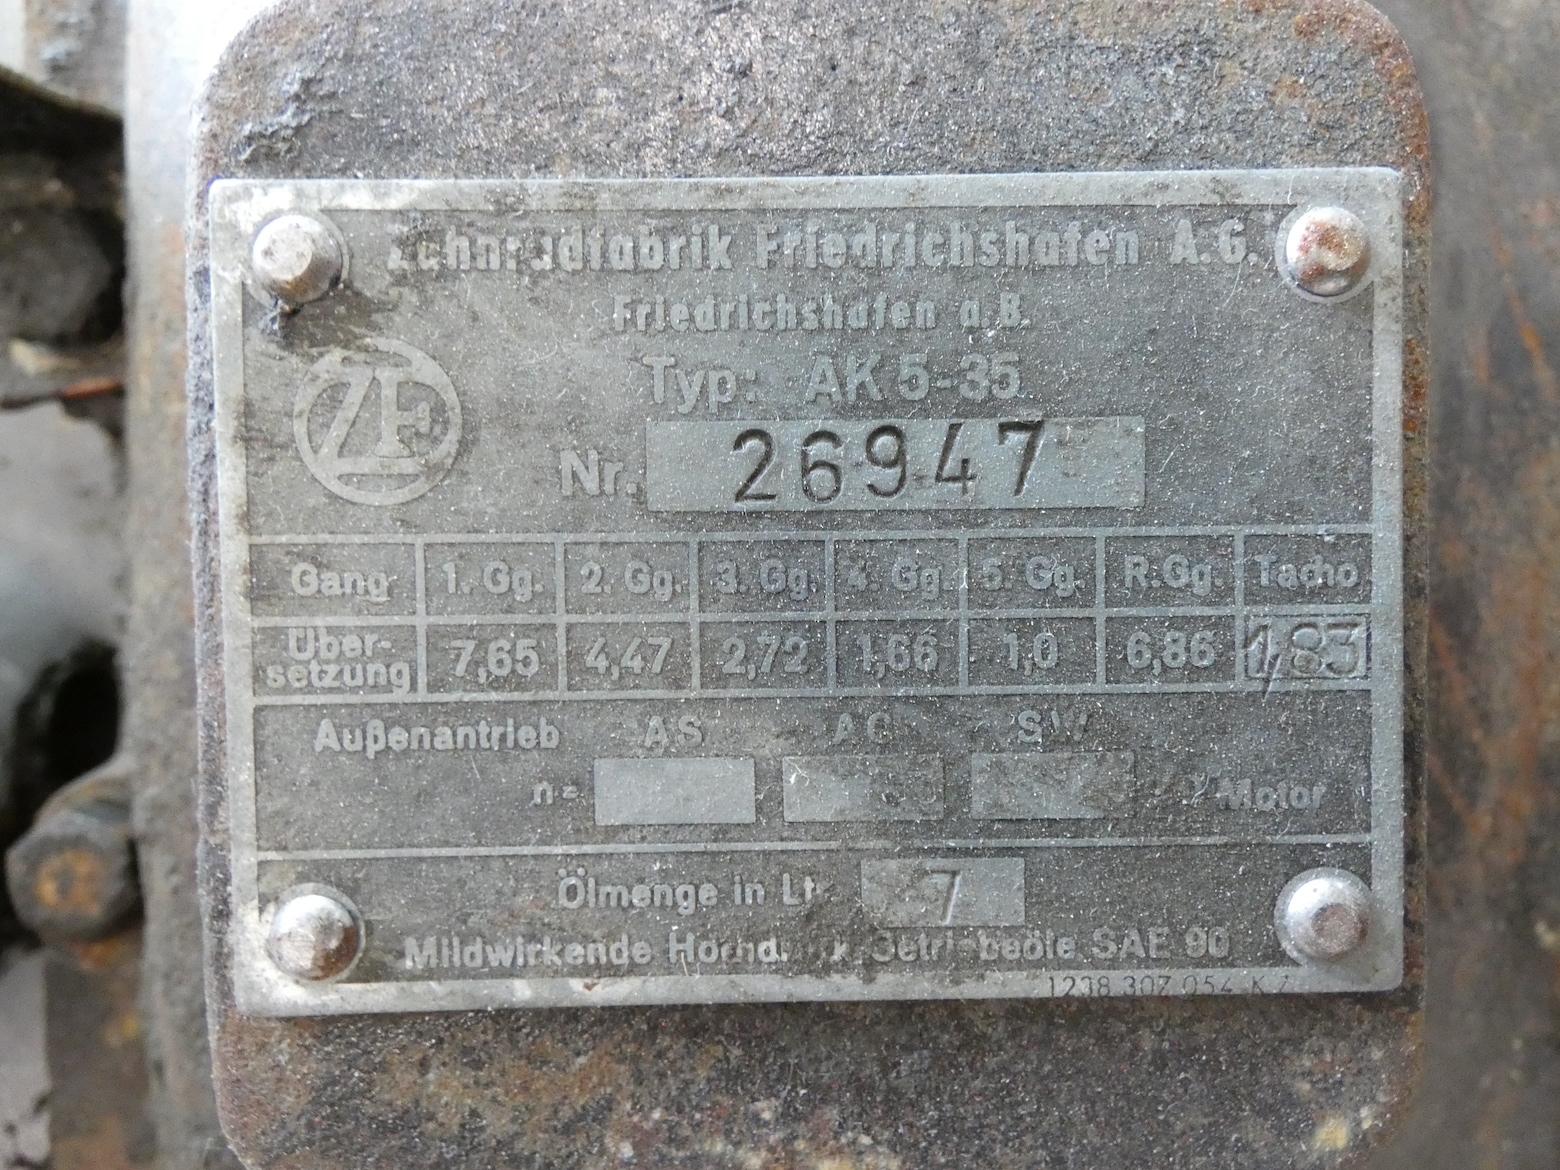 Zahnradfabrik Friedrichshafen A.G.
Friedrichshafen a.B.
Typ: AK 5-35
ZF
Nr. 26947
Gang 1. Gg. 2. Gg. 3. Gg. 4. Gg. 5. Gg. R.Gg. Tacho
Über-
setzung 7,65 4,47 2,72 1,66 1,0 6,86 1,83
Außenantrieb AS AG SW
n= Motor
Ölmenge in Lt. 7
Mildwirkende Getriebeöle SAE 90
1238 307 054